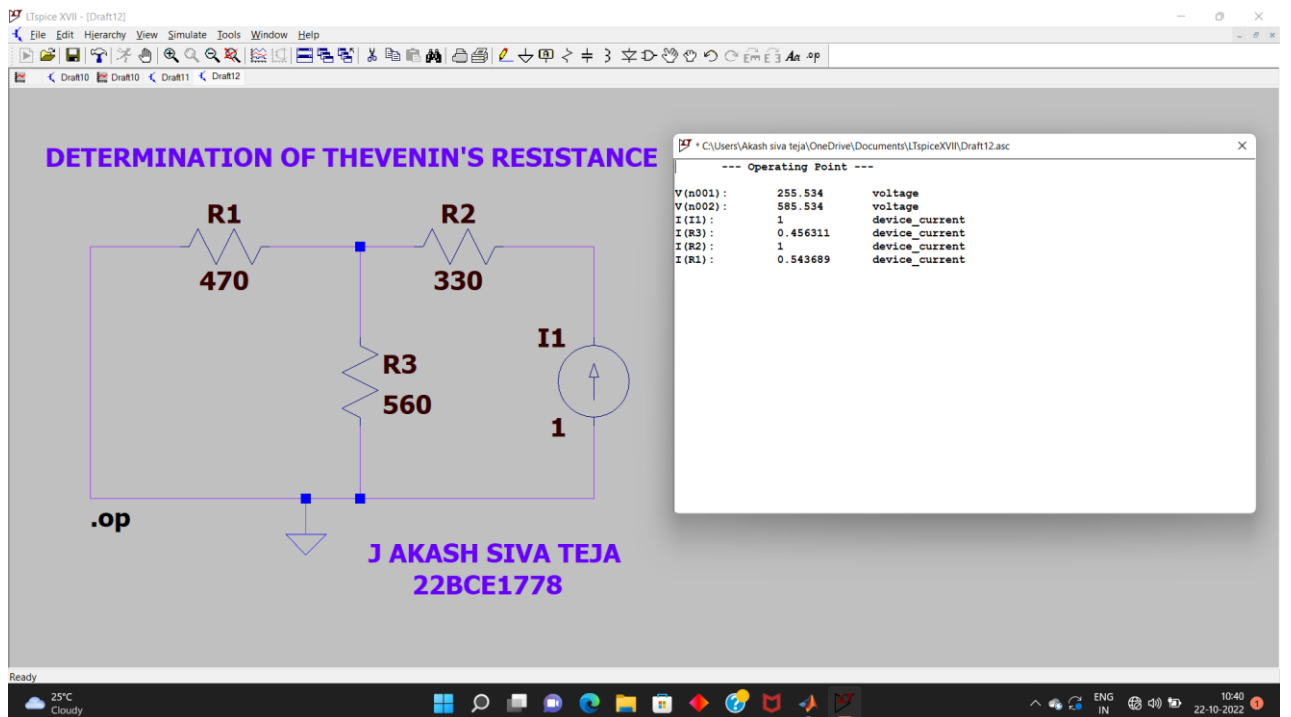 LTspice XVII - [Draft12]
File Edit Hierarchy View Simulate Tools Window Help
Aa .op
Draft10 Draft10 Draft11 Draft12
DETERMINATION OF THEVENIN'S RESISTANCE
R1
470
R2
330
R3
560
I1
1
.op
J AKASH SIVA TEJA
22BCE1778
* C:\Users\Akash siva teja\OneDrive\Documents\LTspiceXVII\Draft12.asc
--- Operating Point ---
V(n001): 255.534 voltage
V(n002): 585.534 voltage
I(I1): 1 device_current
I(R3): 0.456311 device_current
I(R2): 1 device_current
I(R1): 0.543689 device_current
Ready
25°C
Cloudy
ENG
IN
10:40
22-10-2022
1